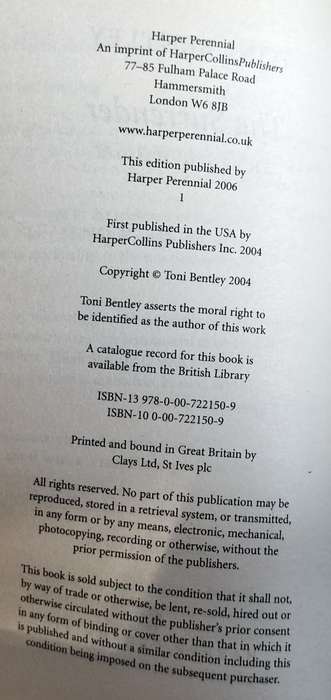 Harper Perennial
An imprint of HarperCollinsPublishers
77–85 Fulham Palace Road
Hammersmith
London W6 8JB
www.harperperennial.co.uk
This edition published by
Harper Perennial 2006
1
First published in the USA by
HarperCollins Publishers Inc. 2004
Copyright © Toni Bentley 2004
Toni Bentley asserts the moral right to
be identified as the author of this work
A catalogue record for this book is
available from the British Library
ISBN-13 978-0-00-722150-9
ISBN-10 0-00-722150-9
Printed and bound in Great Britain by
Clays Ltd, St Ives plc
All rights reserved. No part of this publication may be
reproduced, stored in a retrieval system, or transmitted,
in any form or by any means, electronic, mechanical,
photocopying, recording or otherwise, without the
prior permission of the publishers.
This book is sold subject to the condition that it shall not,
by way of trade or otherwise, be lent, re-sold, hired out or
otherwise circulated without the publisher's prior consent
in any form of binding or cover other than that in which it
is published and without a similar condition including this
condition being imposed on the subsequent purchaser.